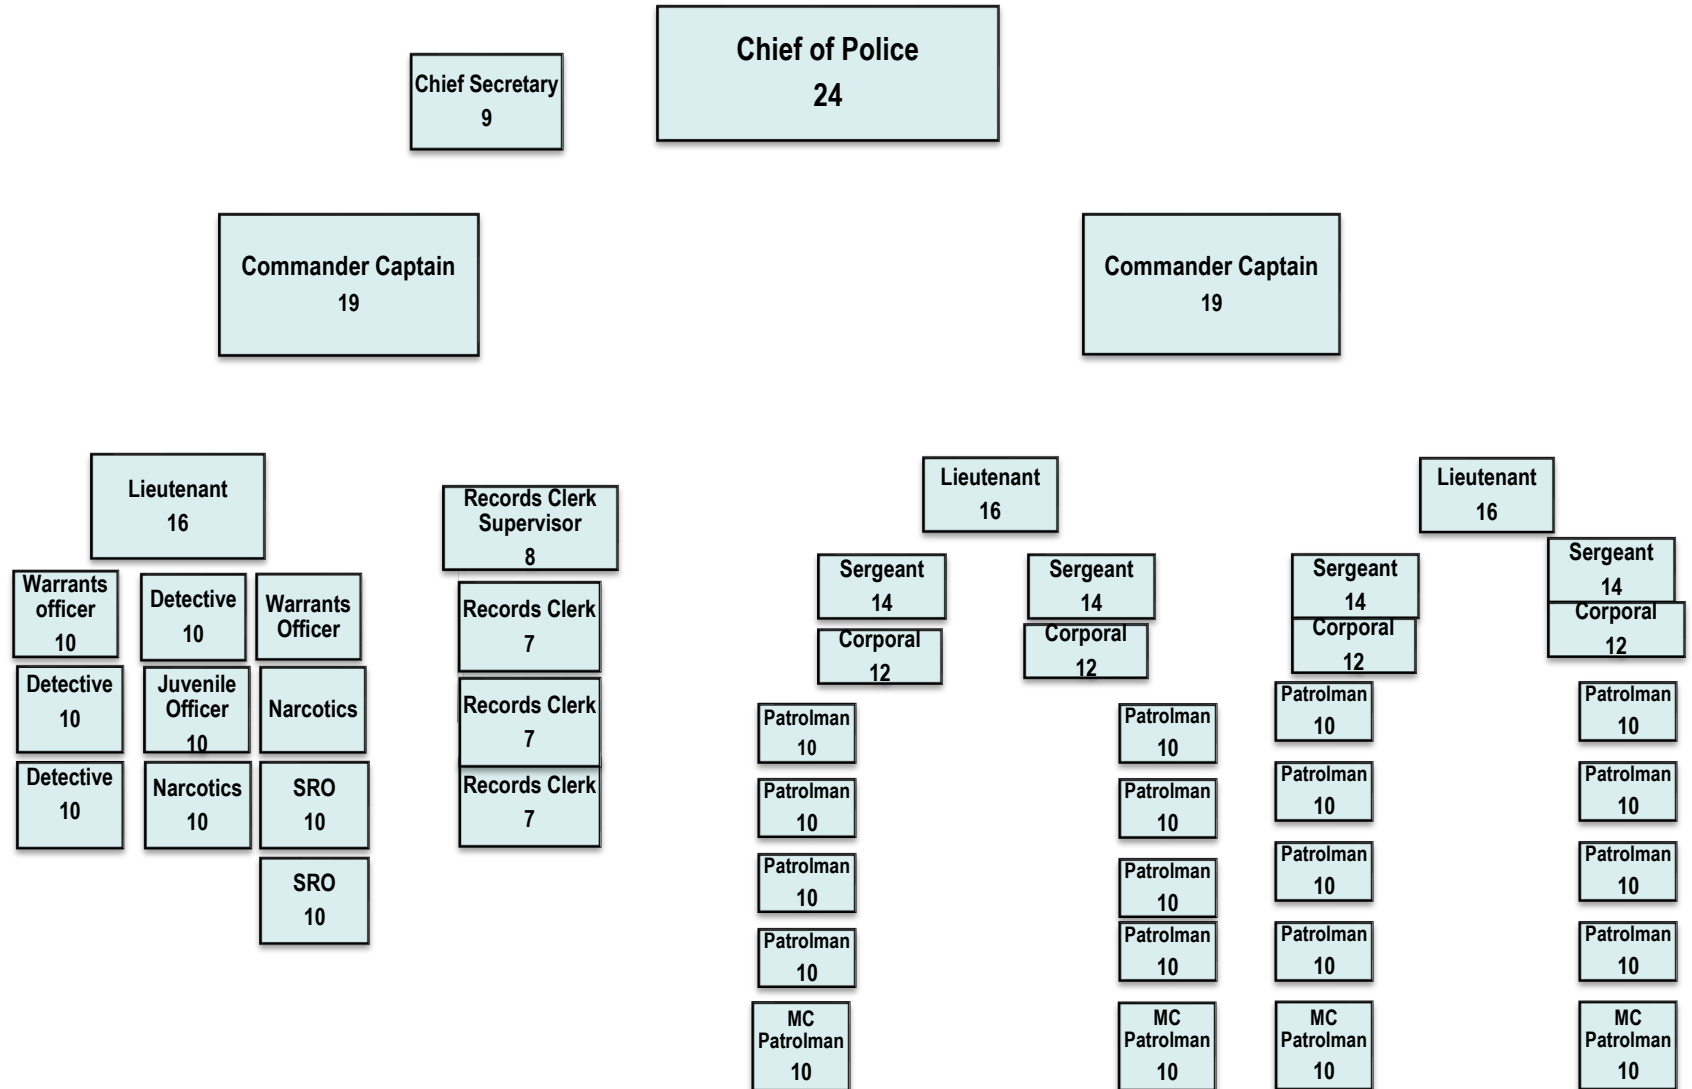 Chief of Police
24
Chief Secretary
9
Commander Captain
19
Commander Captain
19
Lieutenant
16
Warrants
officer
10
Detective
10
Warrants
Officer
Detective
10
Juvenile
Officer
10
Narcotics
Detective
10
Narcotics
10
SRO
10
SRO
10
Records Clerk
Supervisor
8
Records Clerk
7
Records Clerk
7
Records Clerk
7
Lieutenant
16
Sergeant
14
Corporal
12
Patrolman
10
Patrolman
10
Patrolman
10
Patrolman
10
MC
Patrolman
10
Sergeant
14
Corporal
12
Patrolman
10
Patrolman
10
Patrolman
10
Patrolman
10
MC
Patrolman
10
Lieutenant
16
Sergeant
14
Corporal
12
Patrolman
10
Patrolman
10
Patrolman
10
Patrolman
10
MC
Patrolman
10
Sergeant
14
Corporal
12
Patrolman
10
Patrolman
10
Patrolman
10
Patrolman
10
MC
Patrolman
10